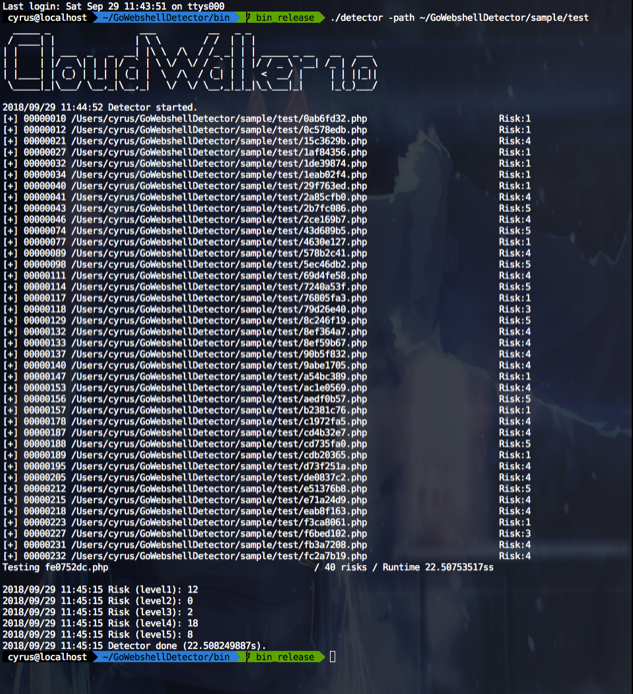 Last login: Sat Sep 29 11:43:51 on ttys000
cyrus@localhost ~/GoWebshellDetector/bin bin_release ./detector -path ~/GoWebshellDetector/sample/test
CloudWalker 1.0
2018/09/29 11:44:52 Detector started.
[+] 00000010 /Users/cyrus/GoWebshellDetector/sample/test/0ab6fd32.php Risk:1
[+] 00000012 /Users/cyrus/GoWebshellDetector/sample/test/0c578edb.php Risk:1
[+] 00000021 /Users/cyrus/GoWebshellDetector/sample/test/15c3629b.php Risk:4
[+] 00000027 /Users/cyrus/GoWebshellDetector/sample/test/1af84356.php Risk:1
[+] 00000032 /Users/cyrus/GoWebshellDetector/sample/test/1de39874.php Risk:1
[+] 00000034 /Users/cyrus/GoWebshellDetector/sample/test/1eab02f4.php Risk:1
[+] 00000040 /Users/cyrus/GoWebshellDetector/sample/test/29f763ed.php Risk:1
[+] 00000041 /Users/cyrus/GoWebshellDetector/sample/test/2a85cfb0.php Risk:4
[+] 00000043 /Users/cyrus/GoWebshellDetector/sample/test/2b7fc086.php Risk:5
[+] 00000046 /Users/cyrus/GoWebshellDetector/sample/test/2ce169b7.php Risk:4
[+] 00000074 /Users/cyrus/GoWebshellDetector/sample/test/43d689b5.php Risk:5
[+] 00000077 /Users/cyrus/GoWebshellDetector/sample/test/4630e127.php Risk:1
[+] 00000089 /Users/cyrus/GoWebshellDetector/sample/test/578b2c41.php Risk:4
[+] 00000098 /Users/cyrus/GoWebshellDetector/sample/test/5ec46db2.php Risk:5
[+] 00000111 /Users/cyrus/GoWebshellDetector/sample/test/69d4fe58.php Risk:4
[+] 00000114 /Users/cyrus/GoWebshellDetector/sample/test/7240a53f.php Risk:5
[+] 00000117 /Users/cyrus/GoWebshellDetector/sample/test/76805fa3.php Risk:1
[+] 00000118 /Users/cyrus/GoWebshellDetector/sample/test/79d26e40.php Risk:3
[+] 00000129 /Users/cyrus/GoWebshellDetector/sample/test/8c246f19.php Risk:5
[+] 00000132 /Users/cyrus/GoWebshellDetector/sample/test/8ef364a7.php Risk:4
[+] 00000133 /Users/cyrus/GoWebshellDetector/sample/test/8ef59b67.php Risk:4
[+] 00000137 /Users/cyrus/GoWebshellDetector/sample/test/90b5f832.php Risk:4
[+] 00000140 /Users/cyrus/GoWebshellDetector/sample/test/9abe1705.php Risk:4
[+] 00000147 /Users/cyrus/GoWebshellDetector/sample/test/a54bc389.php Risk:1
[+] 00000153 /Users/cyrus/GoWebshellDetector/sample/test/ac1e0569.php Risk:4
[+] 00000156 /Users/cyrus/GoWebshellDetector/sample/test/aedf0b57.php Risk:5
[+] 00000157 /Users/cyrus/GoWebshellDetector/sample/test/b2381c76.php Risk:1
[+] 00000178 /Users/cyrus/GoWebshellDetector/sample/test/c1972fa5.php Risk:4
[+] 00000187 /Users/cyrus/GoWebshellDetector/sample/test/cd4b32e7.php Risk:4
[+] 00000188 /Users/cyrus/GoWebshellDetector/sample/test/cd735fa0.php Risk:5
[+] 00000189 /Users/cyrus/GoWebshellDetector/sample/test/cdb20365.php Risk:1
[+] 00000195 /Users/cyrus/GoWebshellDetector/sample/test/d73f251a.php Risk:4
[+] 00000205 /Users/cyrus/GoWebshellDetector/sample/test/de0837c2.php Risk:4
[+] 00000212 /Users/cyrus/GoWebshellDetector/sample/test/e51376b8.php Risk:5
[+] 00000215 /Users/cyrus/GoWebshellDetector/sample/test/e71a24d9.php Risk:4
[+] 00000218 /Users/cyrus/GoWebshellDetector/sample/test/eab8f163.php Risk:4
[+] 00000223 /Users/cyrus/GoWebshellDetector/sample/test/f3ca8061.php Risk:1
[+] 00000227 /Users/cyrus/GoWebshellDetector/sample/test/f6bed102.php Risk:3
[+] 00000231 /Users/cyrus/GoWebshellDetector/sample/test/fb3a7208.php Risk:4
[+] 00000232 /Users/cyrus/GoWebshellDetector/sample/test/fc2a7b19.php Risk:4
Testing fe0752dc.php / 40 risks / Runtime 22.50753517ss
2018/09/29 11:45:15 Risk (level1): 12
2018/09/29 11:45:15 Risk (level2): 0
2018/09/29 11:45:15 Risk (level3): 2
2018/09/29 11:45:15 Risk (level4): 18
2018/09/29 11:45:15 Risk (level5): 8
2018/09/29 11:45:15 Detector done (22.508249887s).
cyrus@localhost ~/GoWebshellDetector/bin bin_release